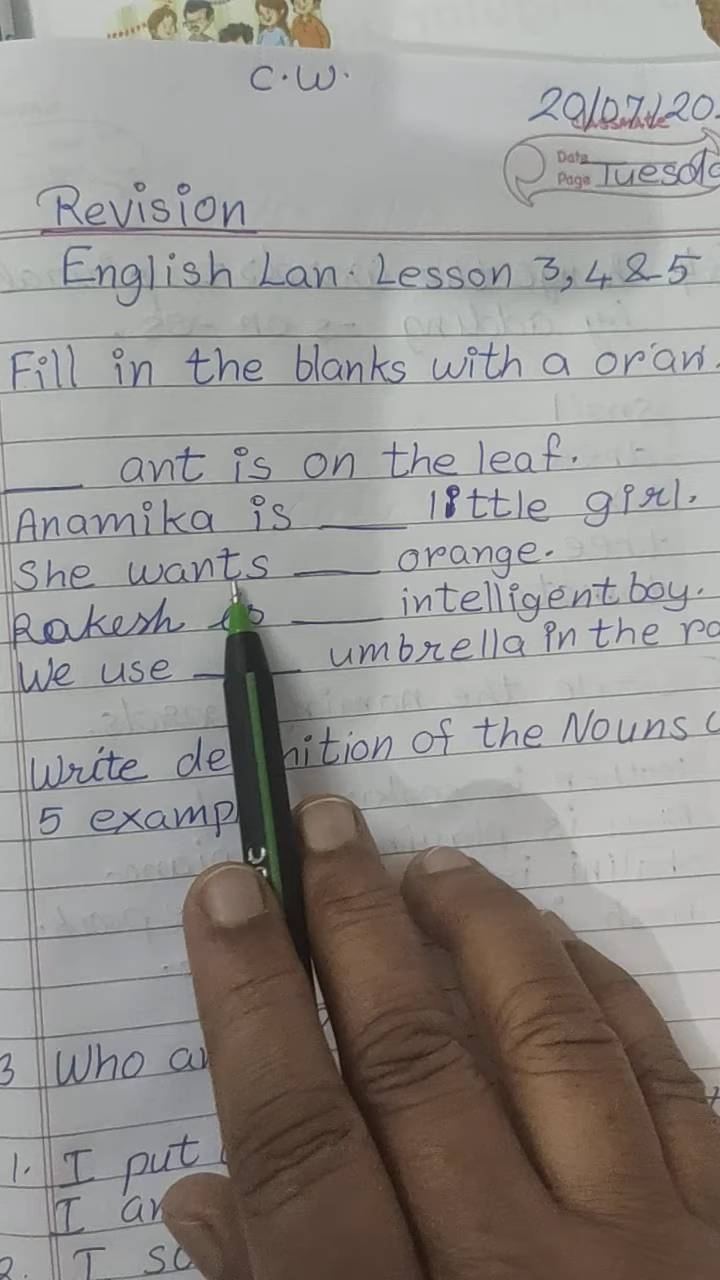 C.W.
20/07/20
classmate
Date
Page Tuesd
Revision
English Lan. Lesson 3, 4 & 5
Fill in the blanks with a or an.
___ ant is on the leaf.
Anamika is ___ little girl.
She wants ___ orange.
Rakesh is ___ intelligent boy.
We use ___ umbrella in the
Write de nition of the Nouns
5 examp
3 Who
1. I put
I
2. I